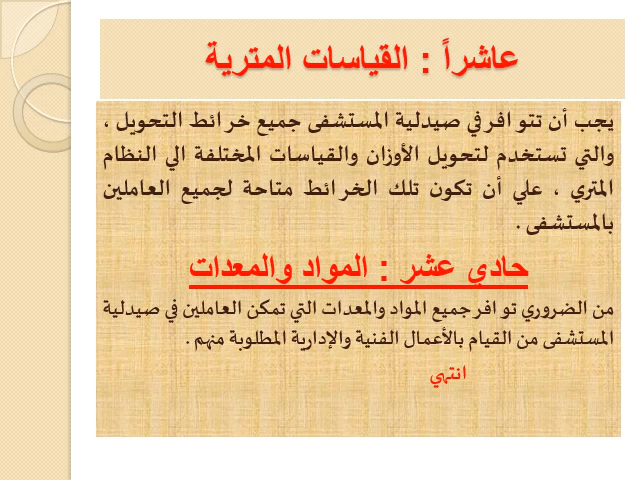 عاشراً : القياسات المترية
يجب أن تتوافر في صيدلية المستشفى جميع خرائط التحويل ،
والتي تستخدم لتحويل الأوزان والقياسات المختلفة الي النظام
المتري ، علي أن تكون تلك الخرائط متاحة لجميع العاملين
بالمستشفى .
حادي عشر : المواد والمعدات
من الضروري توافر جميع المواد والمعدات التي تمكن العاملين في صيدلية
المستشفى من القيام بالأعمال الفنية والإدارية المطلوبة منهم .
انتهي